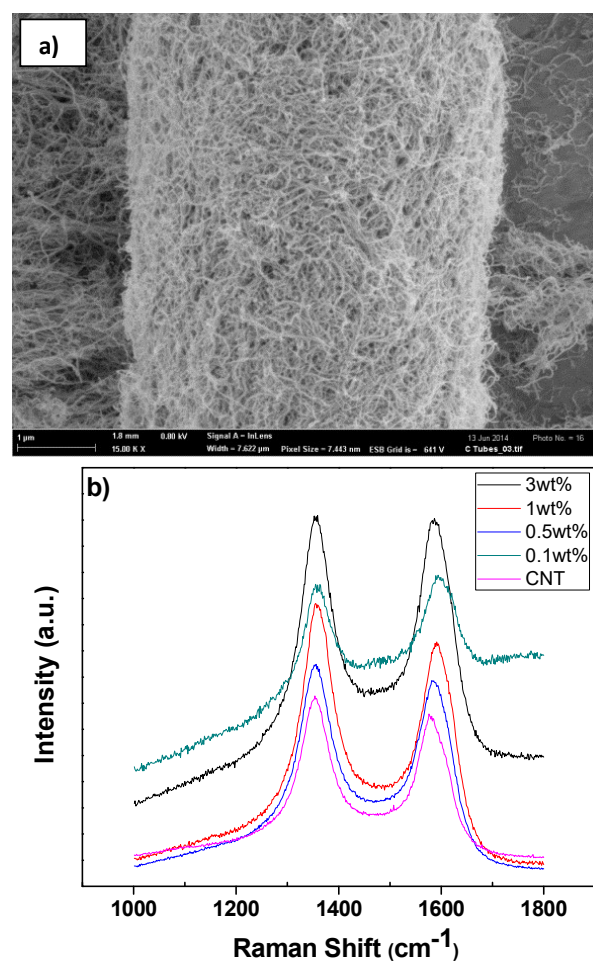 a)
1 µm
1.8 mm 0.80 kV Signal A = InLens 13 Jun 2014 Photo No. = 16
15.00 K X Width = 7.622 µm Pixel Size = 7.443 nm ESB Grid is = 641 V C Tubes_03.tif
b)
3wt%
1wt%
0.5wt%
0.1wt%
CNT
Intensity (a.u.)
1000 1200 1400 1600 1800
Raman Shift (cm-1)